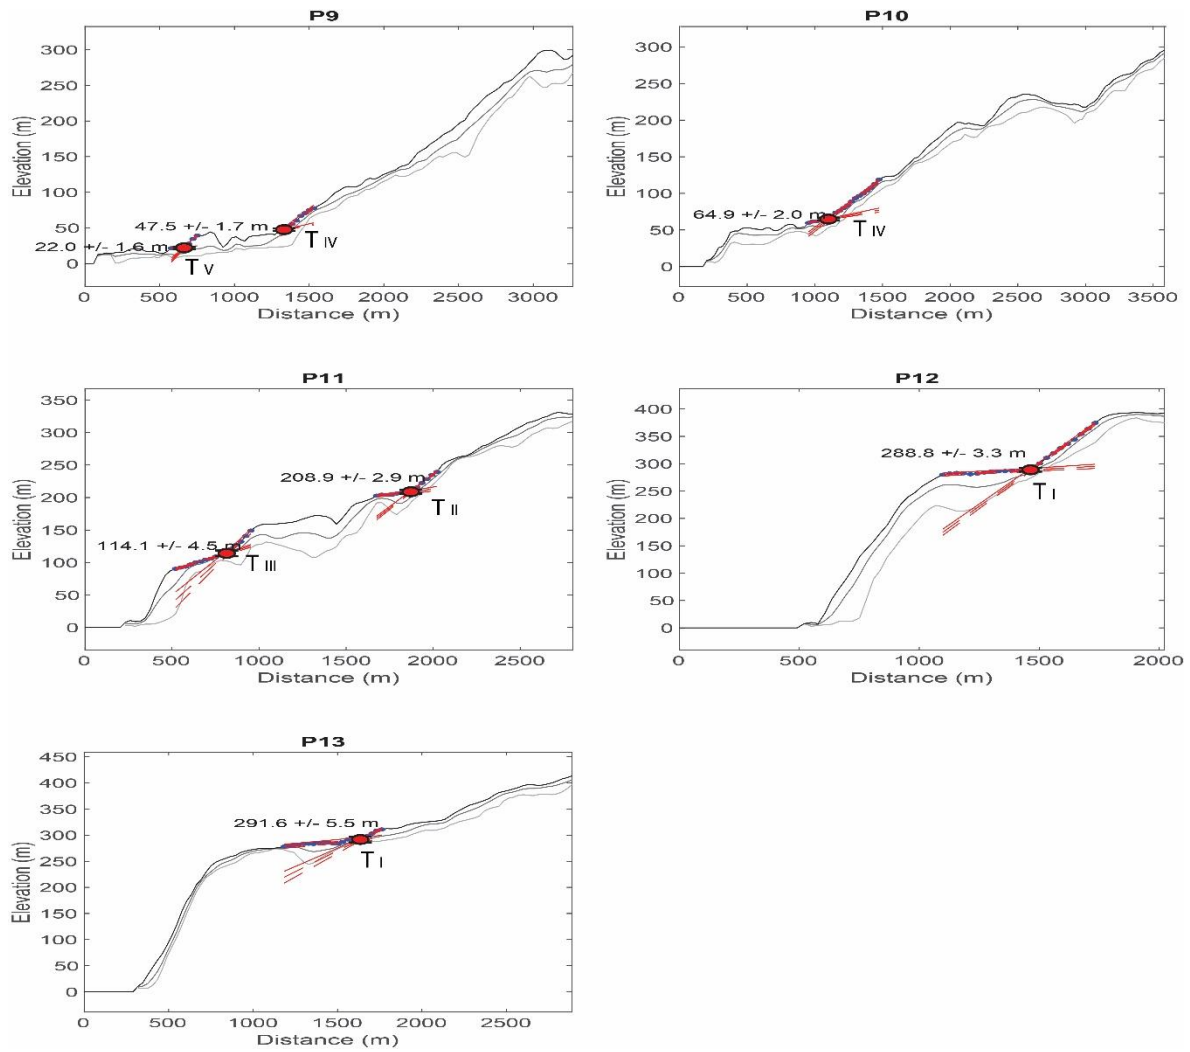 P9
300
250
200
150
100
50
0
Elevation (m)
47.5 +/- 1.7 m
22.0 +/- 1.6 m
T IV
T V
0 500 1000 1500 2000 2500 3000
Distance (m)
P10
300
250
200
150
100
50
0
Elevation (m)
64.9 +/- 2.0 m
T IV
0 500 1000 1500 2000 2500 3000 3500
Distance (m)
P11
350
300
250
200
150
100
50
0
Elevation (m)
208.9 +/- 2.9 m
T II
114.1 +/- 4.5 m
T III
0 500 1000 1500 2000 2500
Distance (m)
P12
400
350
300
250
200
150
100
50
0
Elevation (m)
288.8 +/- 3.3 m
T I
0 500 1000 1500 2000
Distance (m)
P13
450
400
350
300
250
200
150
100
50
0
Elevation (m)
291.6 +/- 5.5 m
T I
0 500 1000 1500 2000 2500
Distance (m)